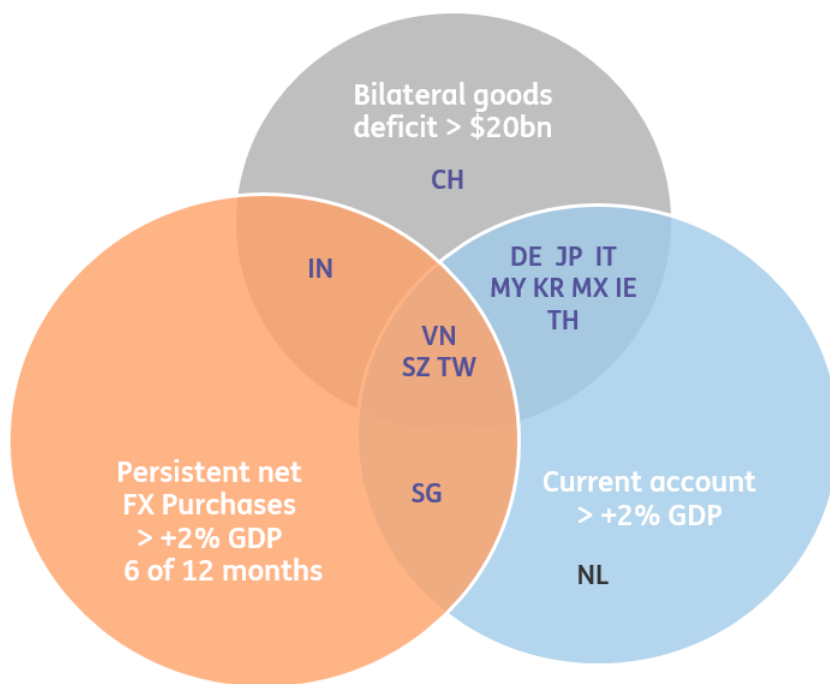 Bilateral goods
deficit > $20bn
CH
IN
DE JP IT
MY KR MX IE
TH
VN
SZ TW
Persistent net
FX Purchases
> +2% GDP
6 of 12 months
SG
Current account
> +2% GDP
NL